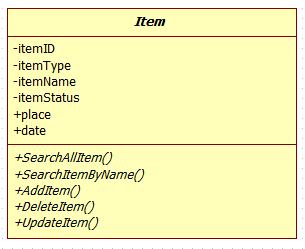 Item
-itemID
-itemType
-itemName
-itemStatus
+place
+date
+SearchAllItem()
+SearchItemByName()
+AddItem()
+DeleteItem()
+UpdateItem()